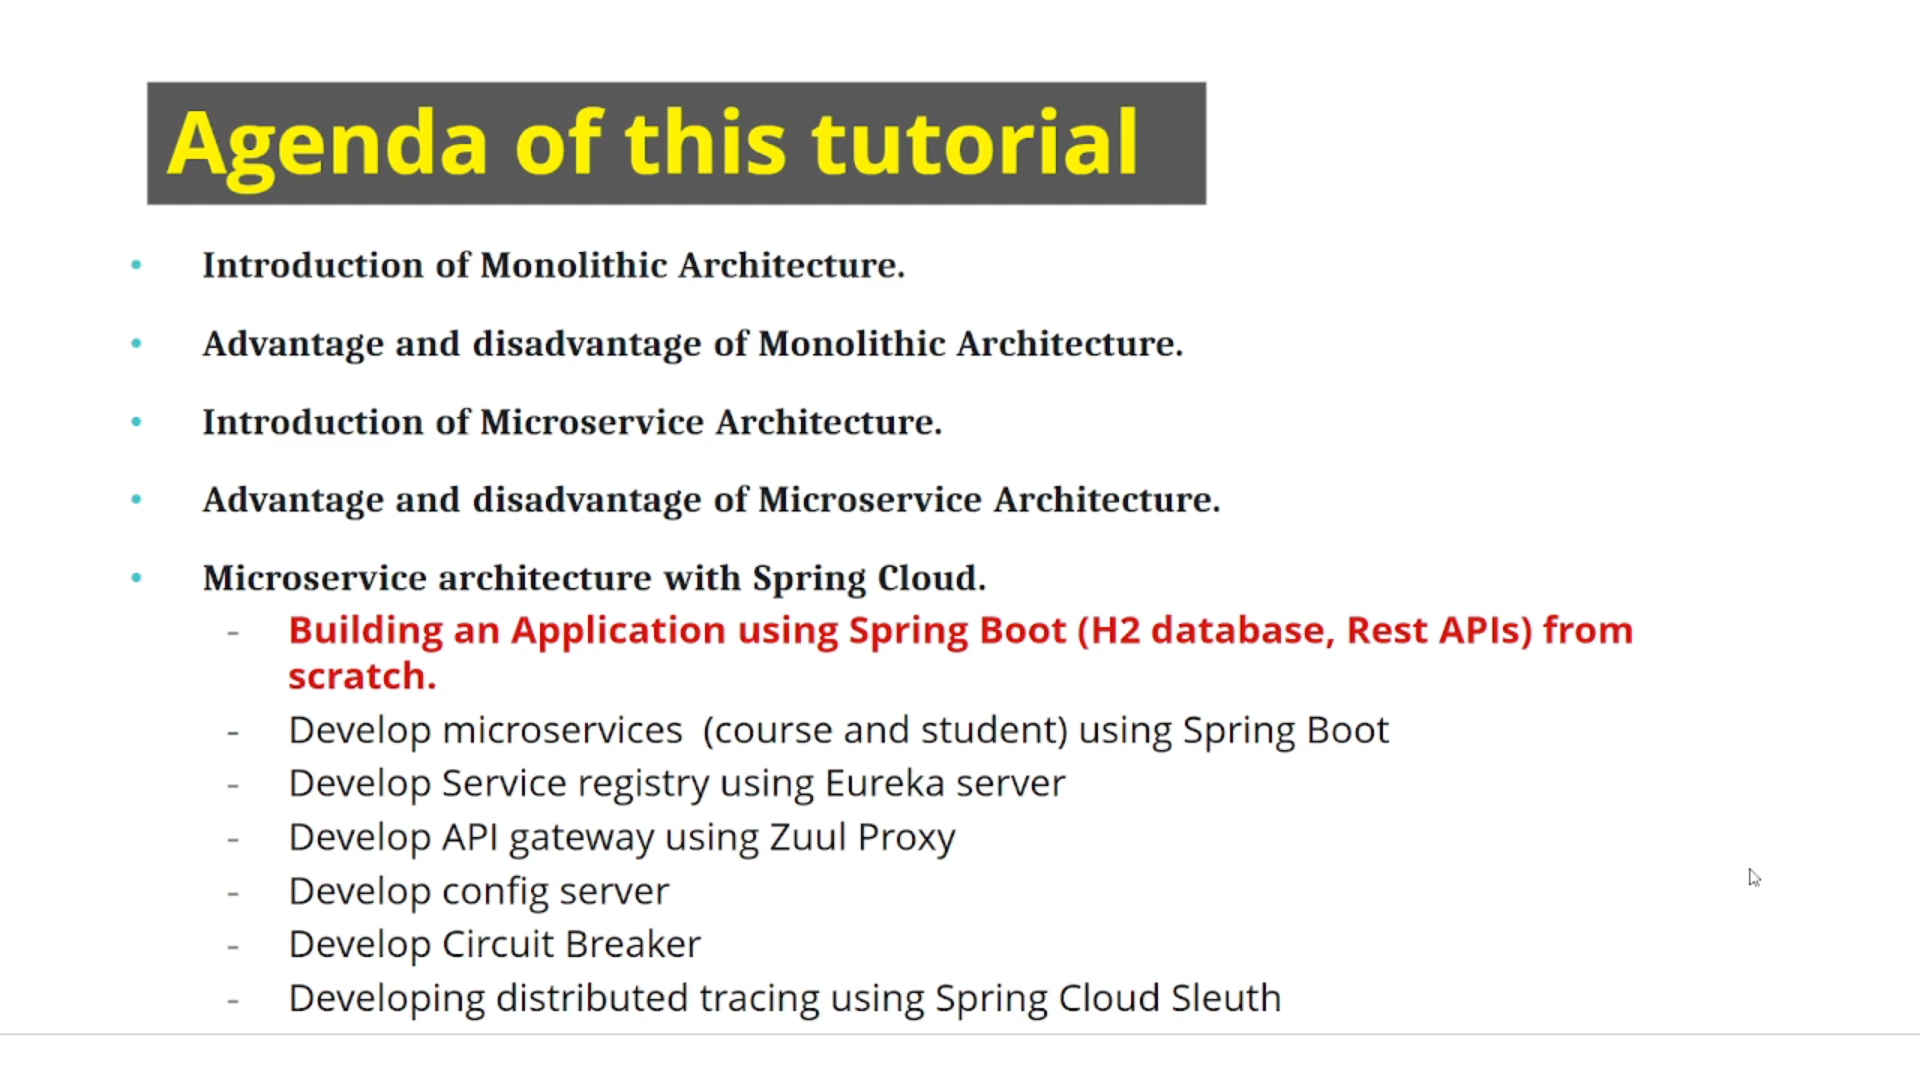 Agenda of this tutorial
• Introduction of Monolithic Architecture.
• Advantage and disadvantage of Monolithic Architecture.
• Introduction of Microservice Architecture.
• Advantage and disadvantage of Microservice Architecture.
• Microservice architecture with Spring Cloud.
- Building an Application using Spring Boot (H2 database, Rest APIs) from
scratch.
- Develop microservices  (course and student) using Spring Boot
- Develop Service registry using Eureka server
- Develop API gateway using Zuul Proxy
- Develop config server
- Develop Circuit Breaker
- Developing distributed tracing using Spring Cloud Sleuth